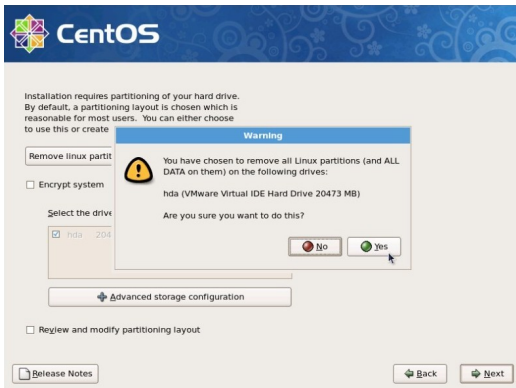 CentOS
Installation requires partitioning of your hard drive.
By default, a partitioning layout is chosen which is
reasonable for most users. You can either choose
to use this or create
Warning
Remove linux partit
You have chosen to remove all Linux partitions (and ALL
DATA on them) on the following drives:
hda (VMware Virtual IDE Hard Drive 20473 MB)
Are you sure you want to do this?
Encrypt system
Select the drive
hda 204
No
Yes
Advanced storage configuration
Review and modify partitioning layout
Release Notes
Back
Next